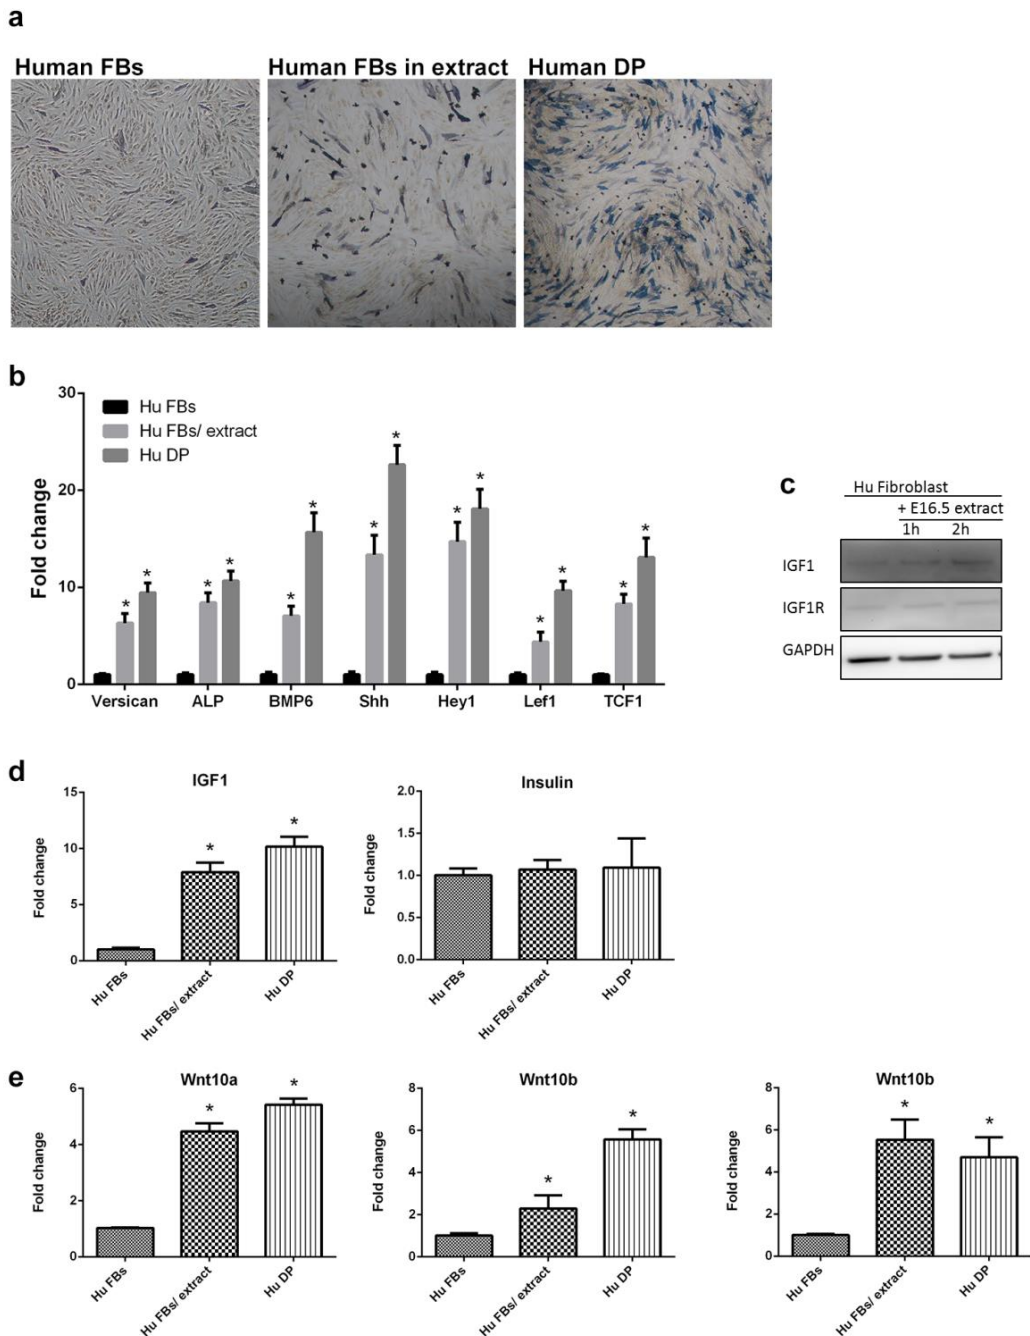 a
Human FBs
Human FBs in extract
Human DP
b
30
20
10
0
Fold change
Hu FBs
Hu FBs/ extract
Hu DP
*
*
*
*
*
*
*
*
*
*
*
*
*
*
Versican
ALP
BMP6
Shh
Hey1
Lef1
TCF1
c
Hu Fibroblast
+ E16.5 extract
1h
2h
IGF1
IGF1R
GAPDH
d
IGF1
15
10
5
0
Fold change
*
*
Hu FBs
Hu FBs/ extract
Hu DP
Insulin
2.0
1.5
1.0
0.5
0.0
Fold change
Hu FBs
Hu FBs/ extract
Hu DP
e
Wnt10a
6
4
2
0
Fold change
*
*
Hu FBs
Hu FBs/ extract
Hu DP
Wnt10b
8
6
4
2
0
Fold change
*
*
Hu FBs
Hu FBs/ extract
Hu DP
Wnt10b
8
6
4
2
0
Fold change
*
*
Hu FBs
Hu FBs/ extract
Hu DP